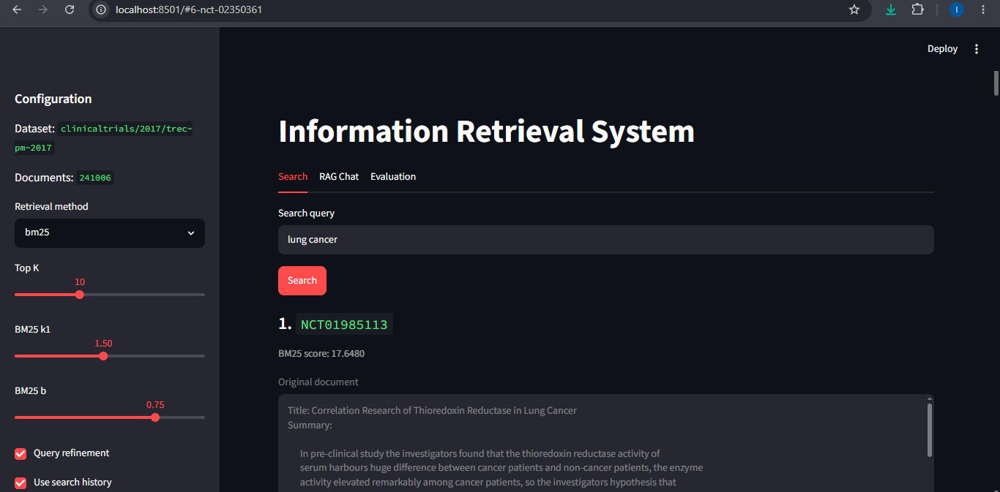 localhost:8501/#6-nct-02350361
I
Deploy
Configuration
Dataset: clinicaltrials/2017/trec-
pm-2017
Documents: 241006
Retrieval method
bm25
Top K
10
BM25 k1
1.50
BM25 b
0.75
Query refinement
Use search history
Information Retrieval System
Search RAG Chat Evaluation
Search query
lung cancer
Search
1. NCT01985113
BM25 score: 17.6480
Original document
Title: Correlation Research of Thioredoxin Reductase in Lung Cancer
Summary:
In pre-clinical study the investigators found that the thioredoxin reductase activity of
serum harbours huge difference between cancer patients and non-cancer patients, the enzyme
activity elevated remarkably among cancer patients, so the investigators hypothesis that